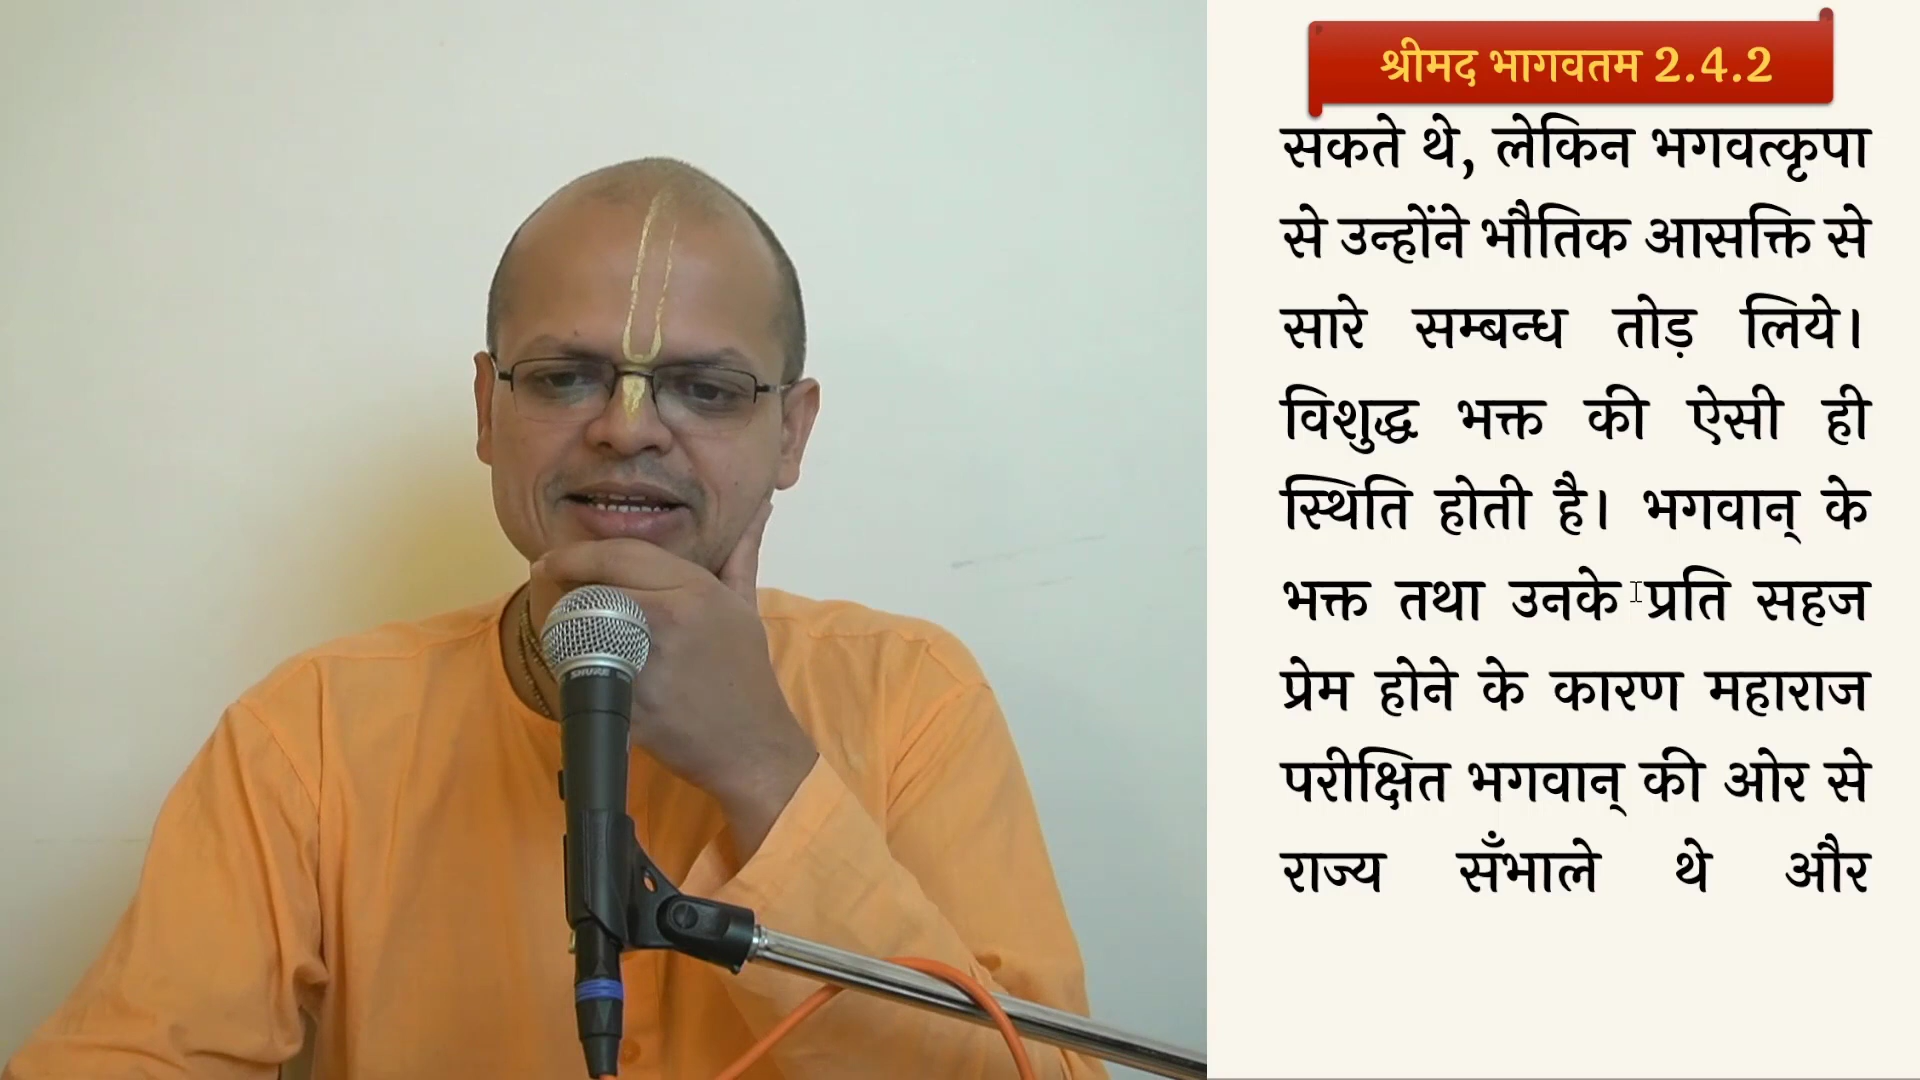 श्रीमद भागवतम 2.4.2
सकते थे, लेकिन भगवत्कृपा
से उन्होंने भौतिक आसक्ति से
सारे सम्बन्ध तोड़ लिये।
विशुद्ध भक्त की ऐसी ही
स्थिति होती है। भगवान् के
भक्त तथा उनके प्रति सहज
प्रेम होने के कारण महाराज
परीक्षित भगवान् की ओर से
राज्य सँभाले थे और
SHURE